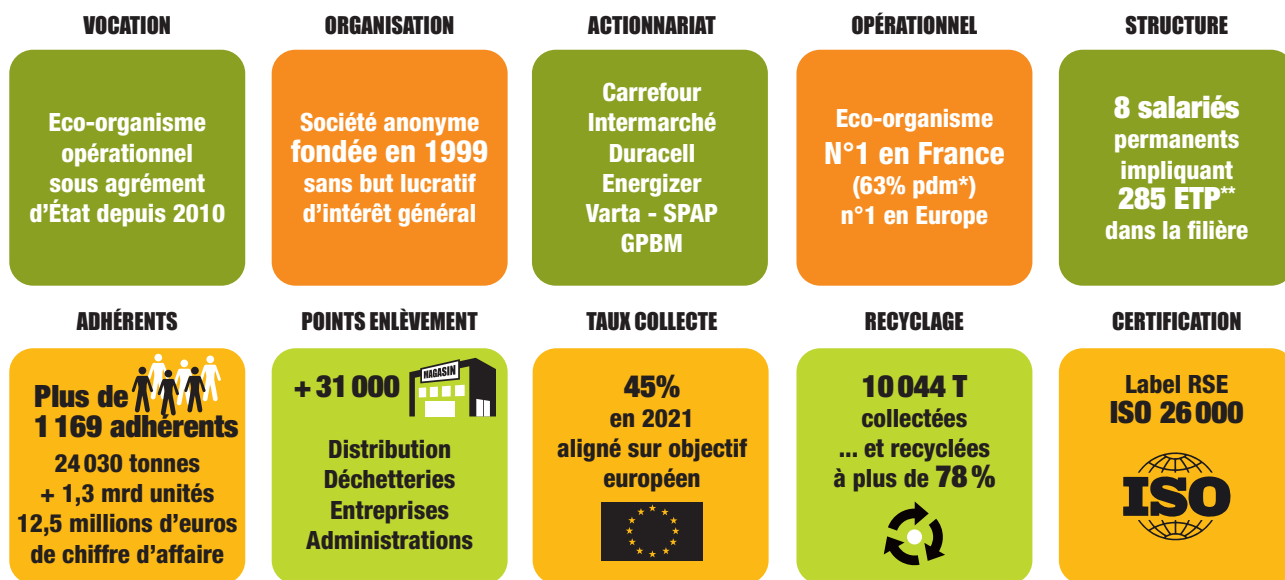 VOCATION
Eco-organisme
opérationnel
sous agrément
d'État depuis 2010
ORGANISATION
Société anonyme
fondée en 1999
sans but lucratif
d'intérêt général
ACTIONNARIAT
Carrefour
Intermarché
Duracell
Energizer
Varta - SPAP
GPBM
OPÉRATIONNEL
Eco-organisme
N°1 en France
(63% pdm*)
n°1 en Europe
STRUCTURE
8 salariés
permanents
impliquant
285 ETP**
dans la filière
ADHÉRENTS
Plus de
1 169 adhérents
24 030 tonnes
+ 1,3 mrd unités
12,5 millions d'euros
de chiffre d'affaire
POINTS ENLÈVEMENT
+ 31 000
MAGASIN
Distribution
Déchetteries
Entreprises
Administrations
TAUX COLLECTE
45%
en 2021
aligné sur objectif
européen
RECYCLAGE
10 044 T
collectées
... et recyclées
à plus de 78 %
CERTIFICATION
Label RSE
ISO 26 000
ISO